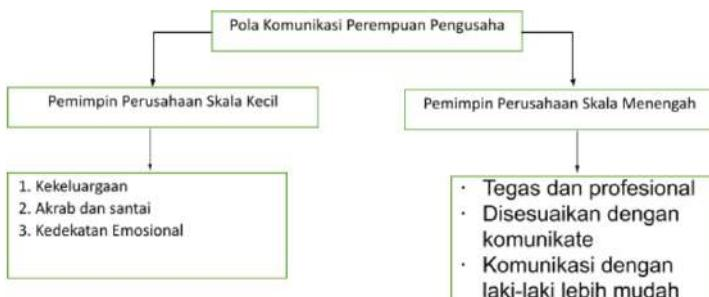 Pola Komunikasi Perempuan Pengusaha
Pemimpin Perusahaan Skala Kecil
Pemimpin Perusahaan Skala Menengah
1. Kekeluargaan
2. Akrab dan santai
3. Kedekatan Emosional
· Tegas dan profesional
· Disesuaikan dengan
komunikate
· Komunikasi dengan
laki-laki lebih mudah